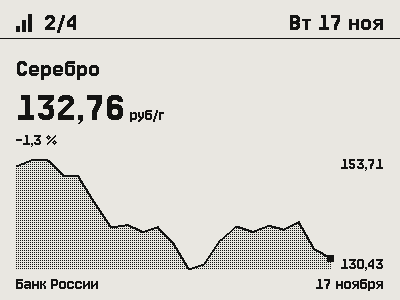 2/4 Вт 17 ноя
Серебро
132,76 руб/г
−1,3 %
153,71
130,43
Банк России 17 ноября